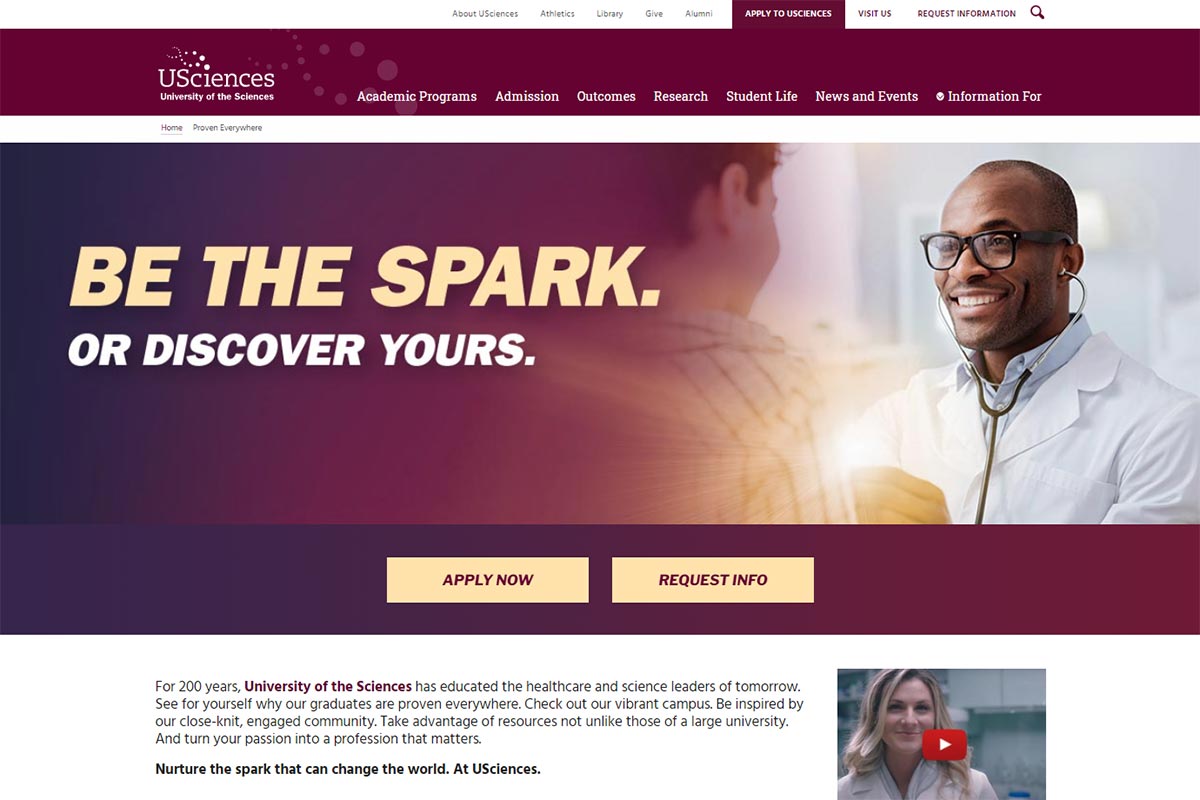 About USciences Athletics Library Give Alumni APPLY TO USCIENCES VISIT US REQUEST INFORMATION
USciences
University of the Sciences
Academic Programs Admission Outcomes Research Student Life News and Events Information For
Home Proven Everywhere
BE THE SPARK.
OR DISCOVER YOURS.
APPLY NOW REQUEST INFO
For 200 years, University of the Sciences has educated the healthcare and science leaders of tomorrow.
See for yourself why our graduates are proven everywhere. Check out our vibrant campus. Be inspired by
our close-knit, engaged community. Take advantage of resources not unlike those of a large university.
And turn your passion into a profession that matters.
Nurture the spark that can change the world. At USciences.